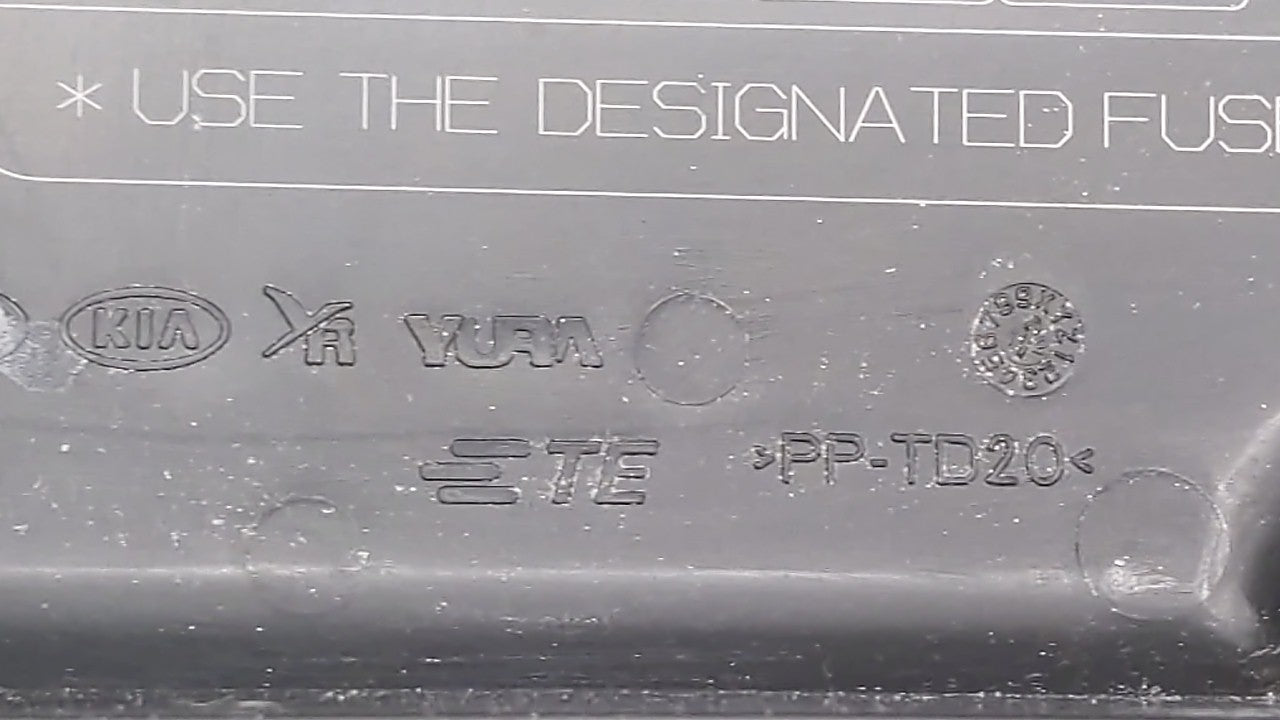 * USE THE DESIGNATED FUS
KIA YR YURA
TE >PP-TD20<